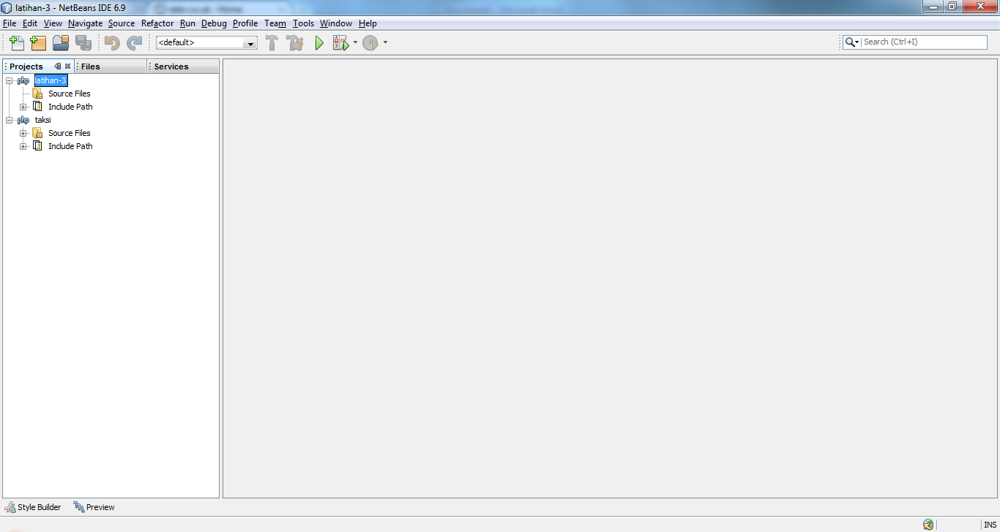 latihan-3 - NetBeans IDE 6.9
File Edit View Navigate Source Refactor Run Debug Profile Team Tools Window Help
<default>
Search (Ctrl+I)
Projects Files Services
php latihan-3
Source Files
Include Path
php taksi
Source Files
Include Path
Style Builder Preview
INS